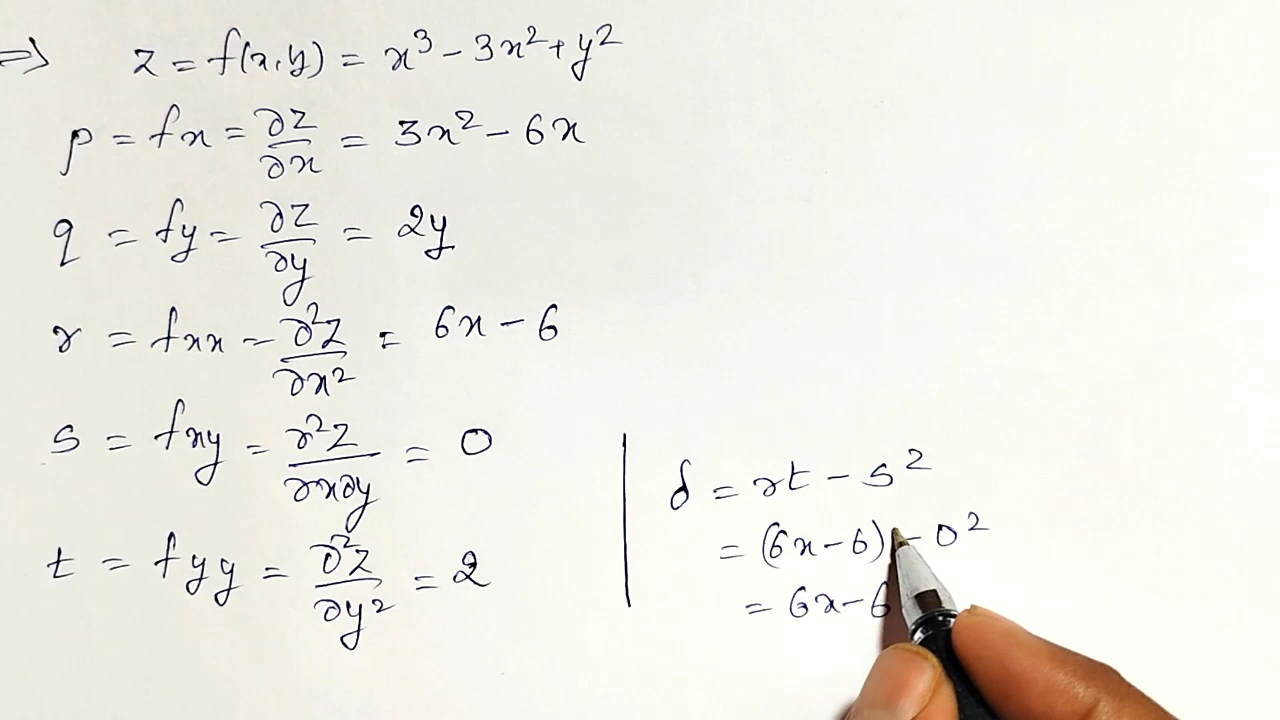 ⇒ z = f(x,y) = x³ - 3x² + y²
p = fx = ∂z/∂x = 3x² - 6x
q = fy = ∂z/∂y = 2y
r = fxx = ∂²z/∂x² = 6x - 6
s = fxy = ∂²z/∂x∂y = 0
t = fyy = ∂²z/∂y² = 2
δ = rt - s²
= (6x-6) - 0²
= 6x-6